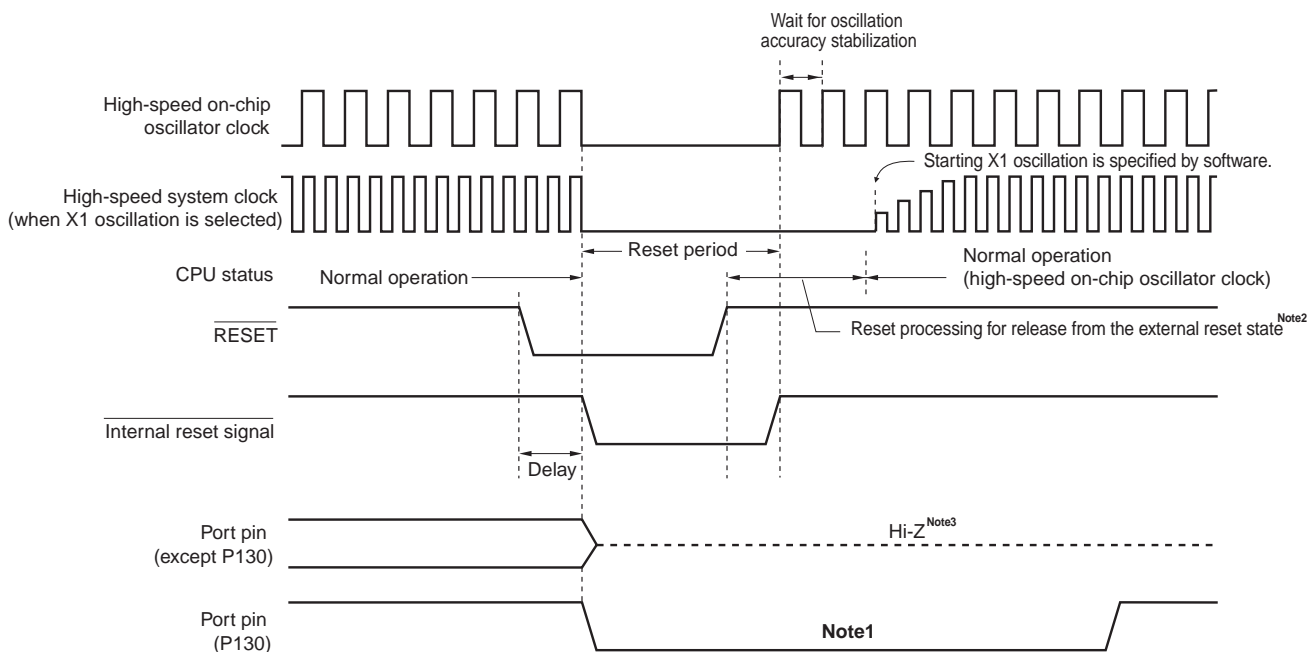 Wait for oscillation
accuracy stabilization
High-speed on-chip
oscillator clock
Starting X1 oscillation is specified by software.
High-speed system clock
(when X1 oscillation is selected)
Reset period
CPU status
Normal operation
Normal operation
(high-speed on-chip oscillator clock)
RESET
Reset processing for release from the external reset state Note2
Internal reset signal
Delay
Port pin
(except P130)
Hi-Z Note3
Port pin
(P130)
Note1